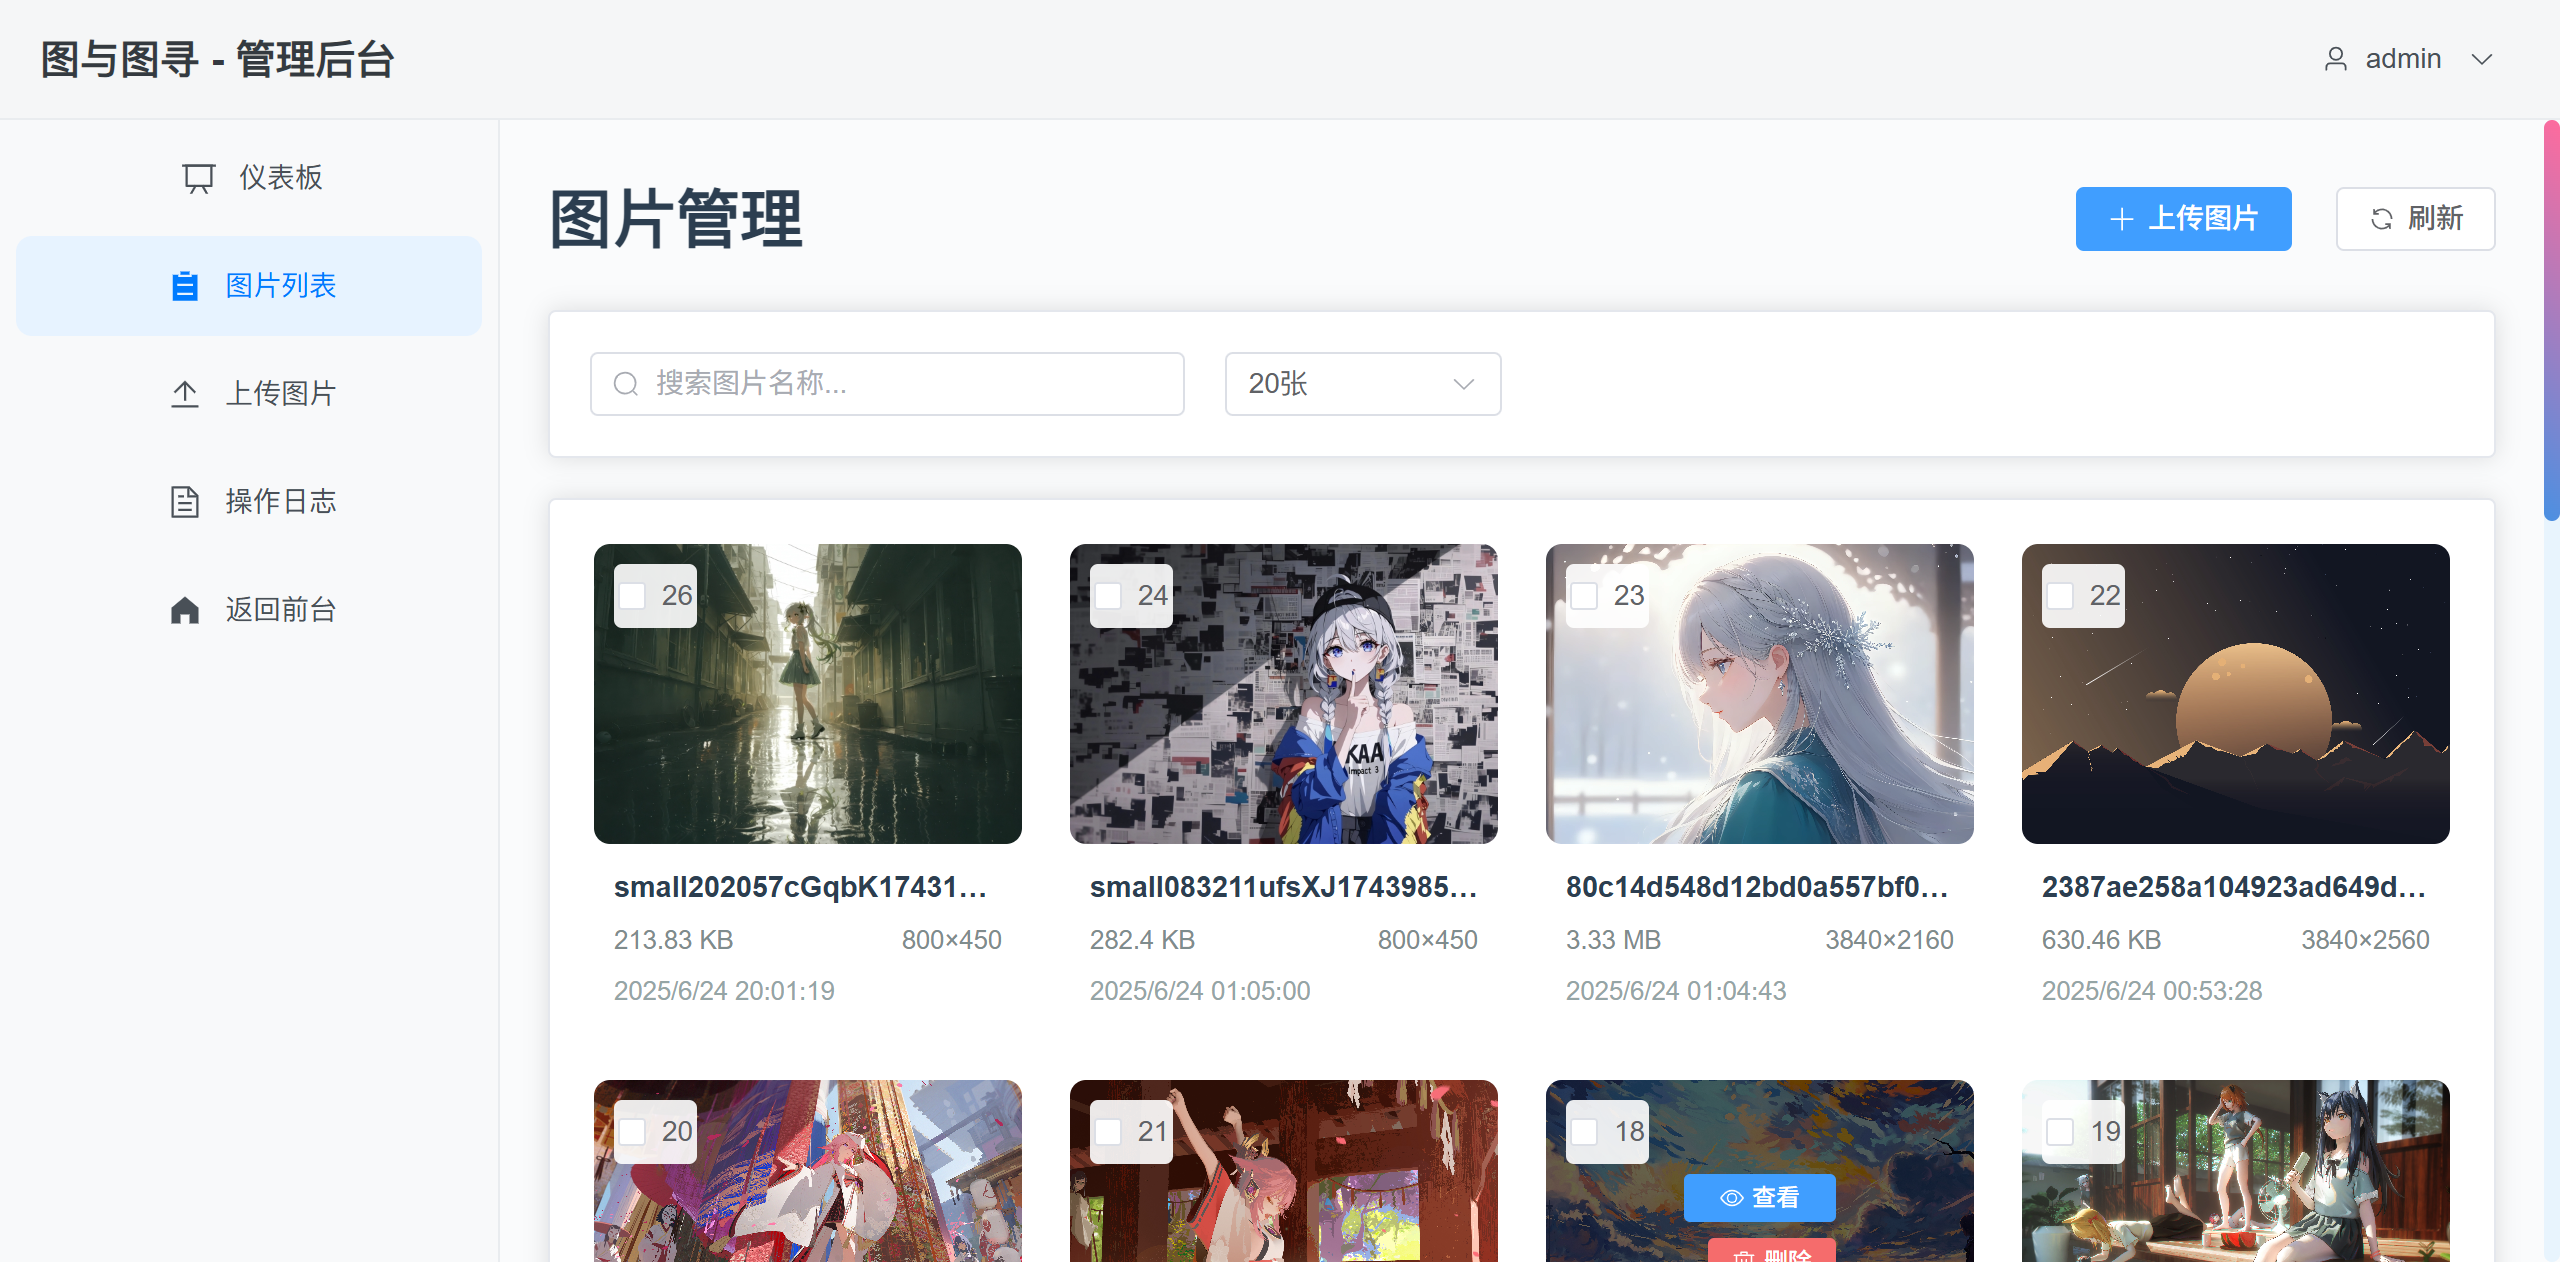 图与图寻 - 管理后台
admin
仪表板
图片列表
上传图片
操作日志
返回前台
图片管理
上传图片
刷新
搜索图片名称...
20张
26
24
23
22
KAA
Impact 3
small202057cGqbK17431...
small083211ufsXJ1743985...
80c14d548d12bd0a557bf0...
2387ae258a104923ad649d...
213.83 KB
800×450
282.4 KB
800×450
3.33 MB
3840×2160
630.46 KB
3840×2560
2025/6/24 20:01:19
2025/6/24 01:05:00
2025/6/24 01:04:43
2025/6/24 00:53:28
20
21
18
19
查看
删除